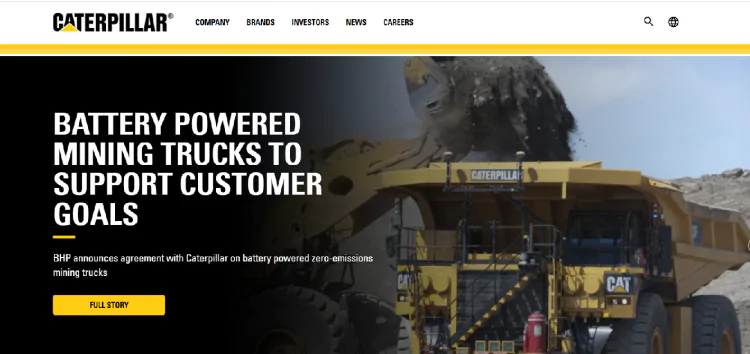 CATERPILLAR®
COMPANY BRANDS INVESTORS NEWS CAREERS
BATTERY POWERED
MINING TRUCKS TO
SUPPORT CUSTOMER
GOALS
BHP announces agreement with Caterpillar on battery powered zero-emissions
mining trucks
FULL STORY
CATERPILLAR
CAT